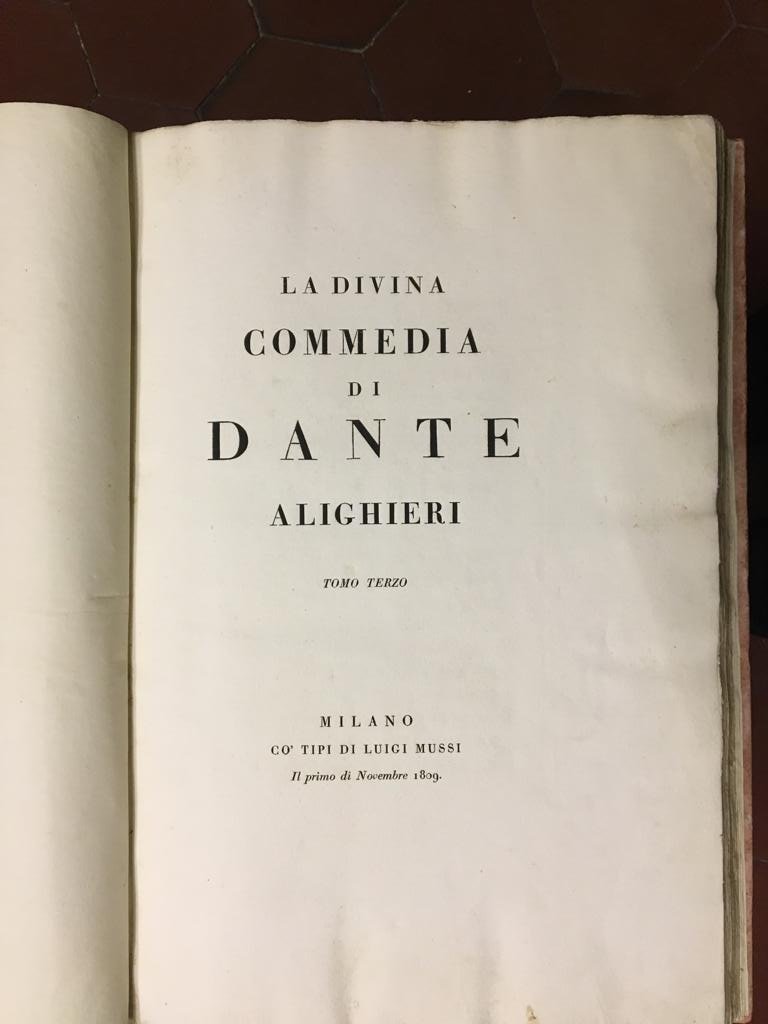 LA DIVINA
COMMEDIA
DI
DANTE
ALIGHIERI
TOMO TERZO
MILANO
CO' TIPI DI LUIGI MUSSI
Il primo di Novembre 1809.